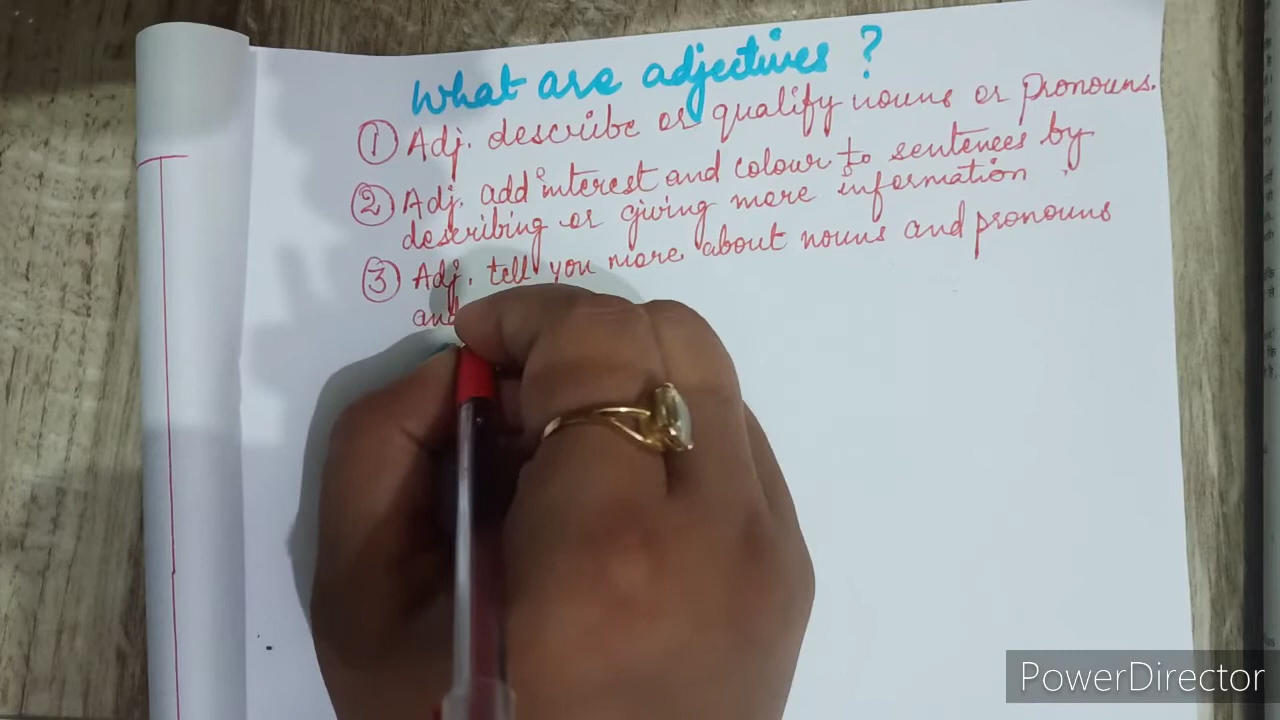 What are adjectives ?
① Adj. describe or qualify nouns or pronouns.
② Adj. add interest and colour to sentences by
describing or giving more information.
③ Adj. tell you more about nouns and pronouns
and
PowerDirector